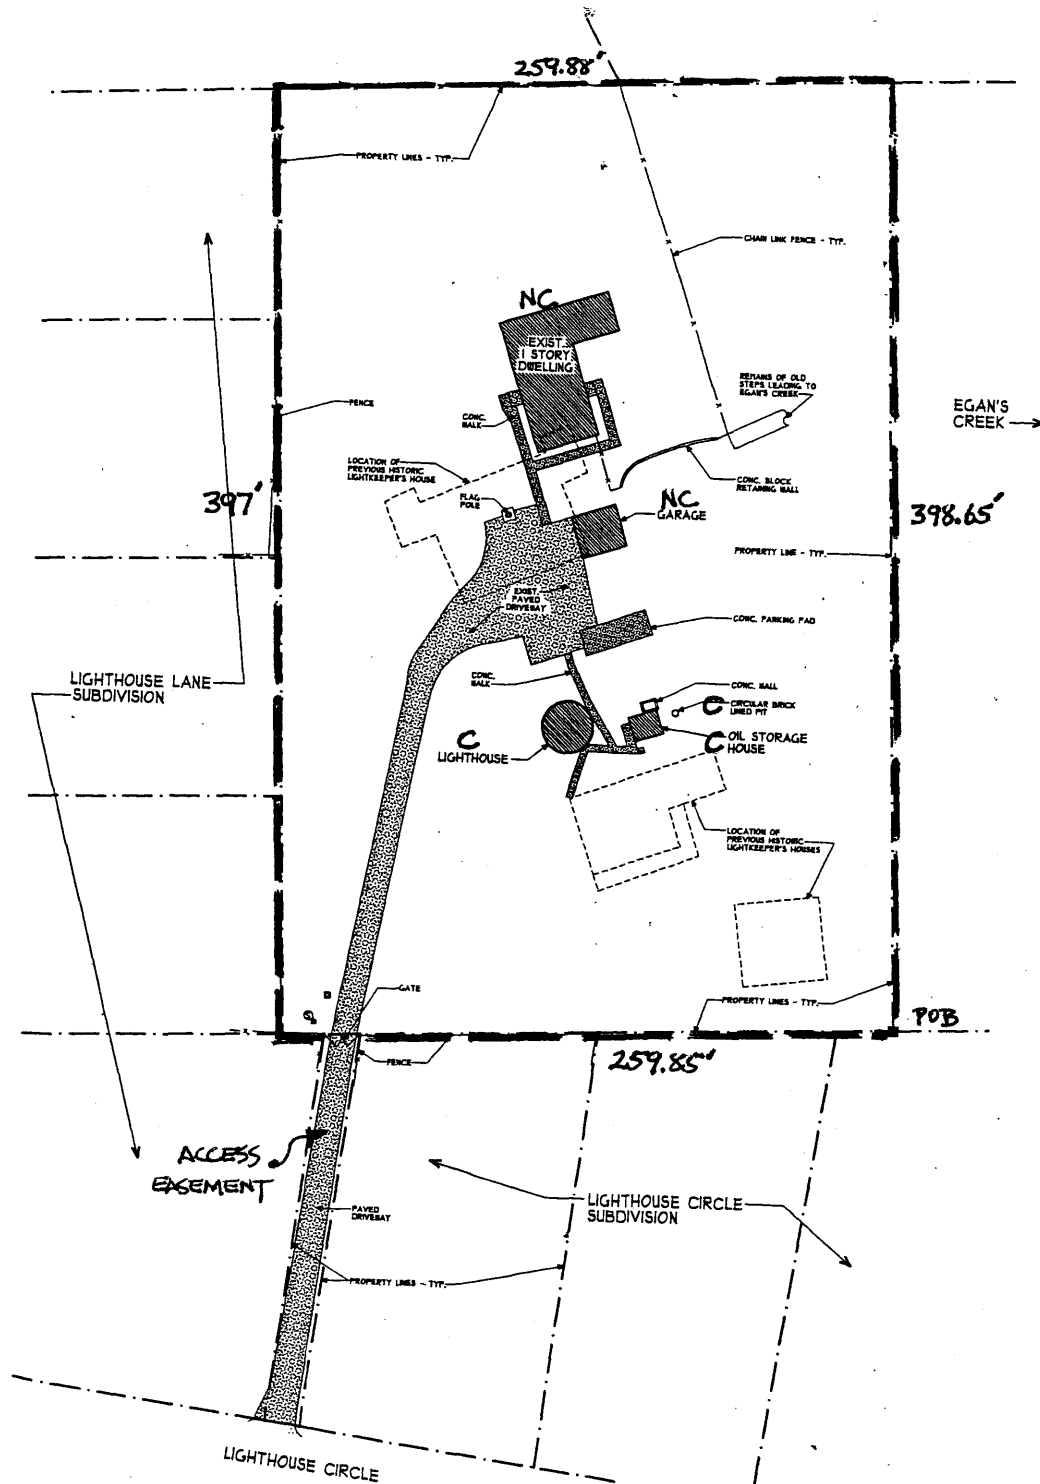 259.88'
PROPERTY LINES - TYP.
CHAIN LINK FENCE - TYP.
NC
EXIST.
1 STORY
DWELLING
REMAINS OF OLD
STEPS LEADING TO
EGAN'S CREEK
EGAN'S
CREEK
FENCE
CONC.
WALK
LOCATION OF
PREVIOUS HISTORIC
LIGHTKEEPER'S HOUSE
CONC. BLOCK
RETAINING WALL
397'
FLAG
POLE
NC
GARAGE
398.65'
PROPERTY LINE - TYP.
EXIST.
PAVED
DRIVEWAY
CONC. PARKING PAD
LIGHTHOUSE LANE
SUBDIVISION
CONC.
WALK
CONC. WALL
C CIRCULAR BRICK
LINED PIT
C
LIGHTHOUSE
C OIL STORAGE
HOUSE
LOCATION OF
PREVIOUS HISTORIC
LIGHTKEEPER'S HOUSES
GATE
PROPERTY LINES - TYP.
POB
FENCE
259.85'
ACCESS
EASEMENT
PAVED
DRIVEWAY
LIGHTHOUSE CIRCLE
SUBDIVISION
PROPERTY LINES - TYP.
LIGHTHOUSE CIRCLE